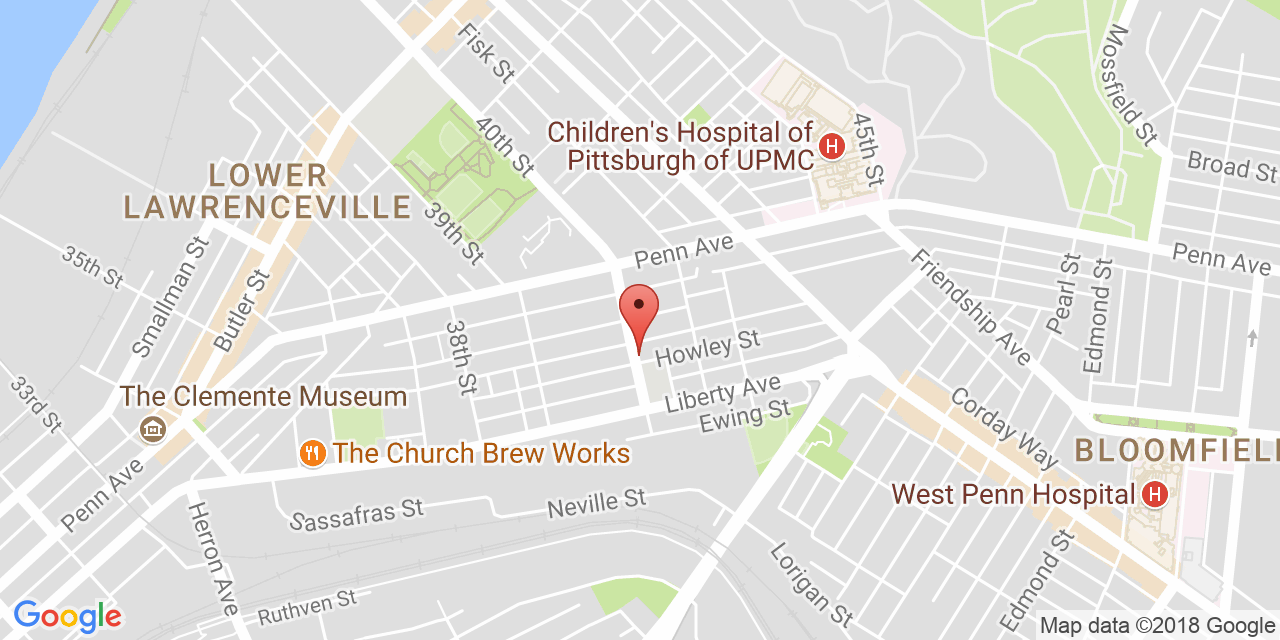 Fisk St
Mossfield St
40th St
Children's Hospital of
Pittsburgh of UPMC
H
45th St
Broad St
LOWER
LAWRENCEVILLE
39th St
Penn Ave
Penn Ave
35th St
Smallman St
Butler St
Friendship Ave
Pearl St
Edmond St
38th St
Howley St
33rd St
The Clemente Museum
Liberty Ave
Ewing St
Corday Way
The Church Brew Works
BLOOMFIELD
West Penn Hospital
H
Penn Ave
Sassafras St
Neville St
Herron Ave
Lorigan St
Edmond St
Ruthven St
Google
Map data ©2018 Google